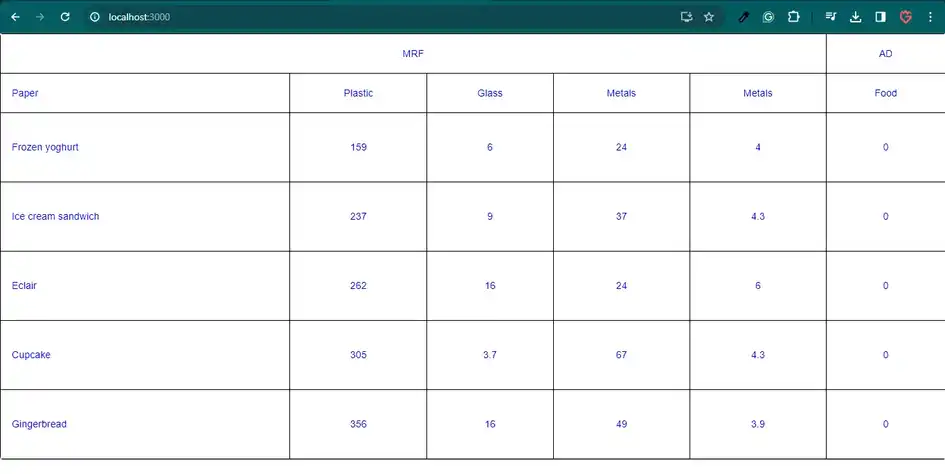 localhost:3000
MRF AD
Paper Plastic Glass Metals Metals Food
Frozen yoghurt 159 6 24 4 0
Ice cream sandwich 237 9 37 4.3 0
Eclair 262 16 24 6 0
Cupcake 305 3.7 67 4.3 0
Gingerbread 356 16 49 3.9 0